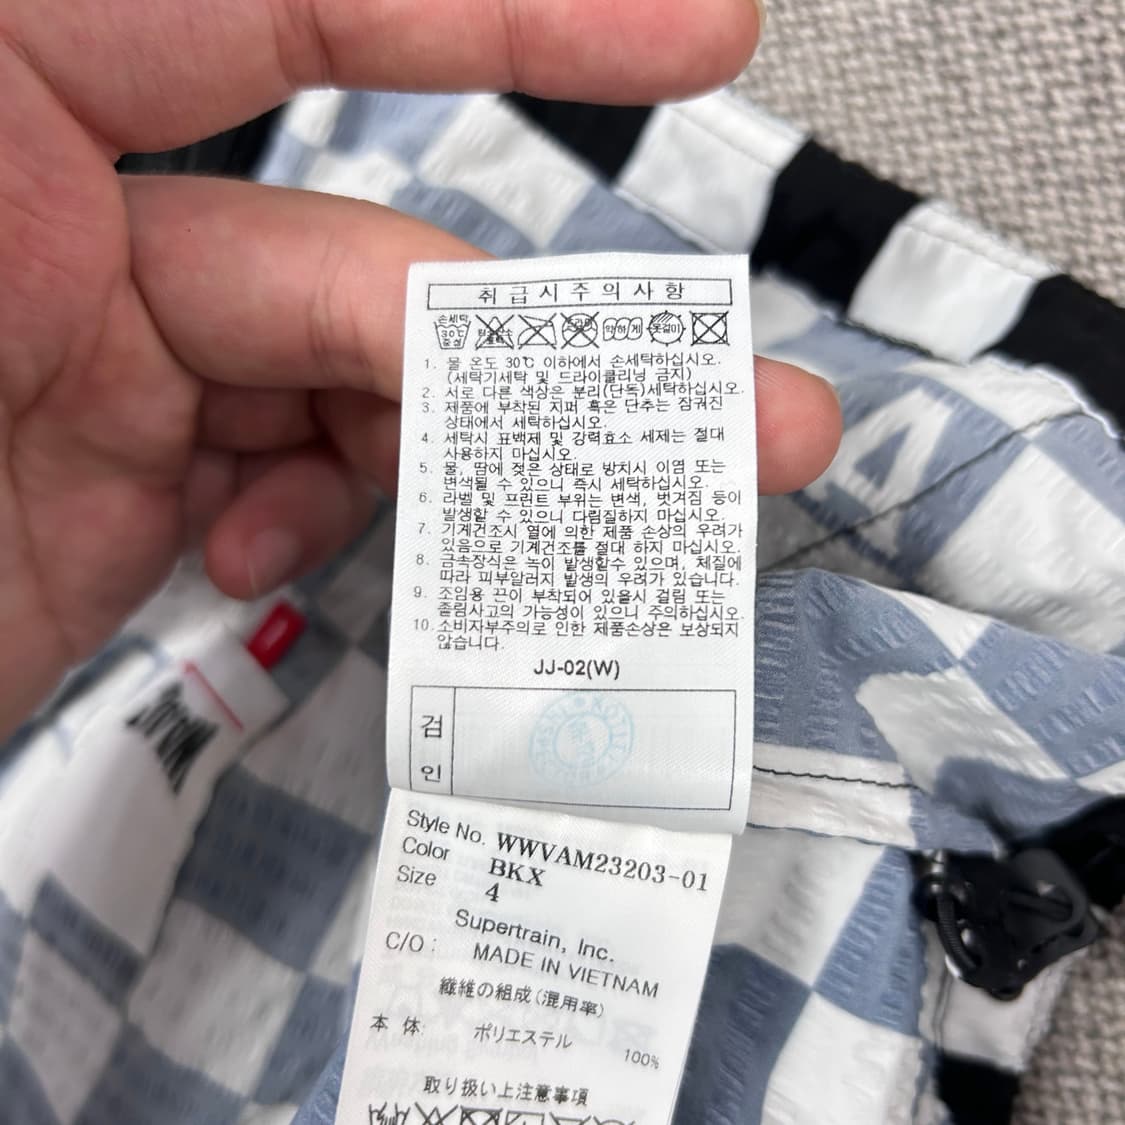 취급시주의사항
손세탁
30℃
중성
드라이
약하게
옷걸이
1. 물 온도 30℃ 이하에서 손세탁하십시오.
(세탁기세탁 및 드라이클리닝 금지)
2. 서로 다른 색상은 분리(단독)세탁하십시오.
3. 제품에 부착된 지퍼 혹은 단추는 잠궈진
상태에서 세탁하십시오.
4. 세탁시 표백제 및 강력효소 세제는 절대
사용하지 마십시오.
5. 물, 땀에 젖은 상태로 방치시 이염 또는
변색될 수 있으니 즉시 세탁하십시오.
6. 라벨 및 프린트 부위는 변색, 벗겨짐 등이
발생할 수 있으니 다림질하지 마십시오.
7. 기계건조시 열에 의한 제품 손상의 우려가
있음으로 기계건조를 절대 하지 마십시오.
8. 금속장식은 녹이 발생할수 있으며, 체질에
따라 피부알러지 발생의 우려가 있습니다.
9. 조임용 끈이 부착되어 있을시 걸림 또는
졸림사고의 가능성이 있으니 주의하십시오.
10. 소비자부주의로 인한 제품손상은 보상되지
않습니다.
JJ-02(W)
검
인
Style No. WWVAM23203-01
Color BKX
Size 4
Supertrain, Inc.
C/O : MADE IN VIETNAM
繊維の組成(混用率)
本 体: ポリエステル 100%
取り扱い上注意事項